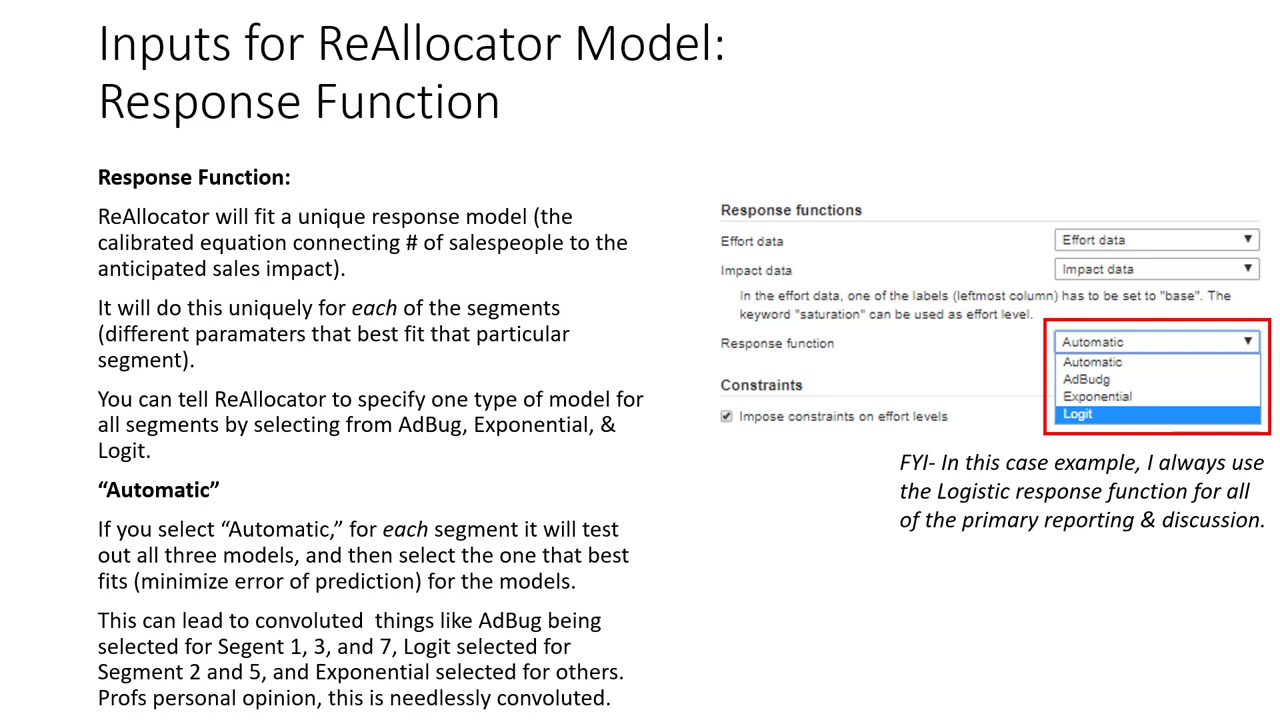 Inputs for ReAllocator Model:
Response Function
Response Function:
ReAllocator will fit a unique response model (the
calibrated equation connecting # of salespeople to the
anticipated sales impact).
It will do this uniquely for each of the segments
(different paramaters that best fit that particular
segment).
You can tell ReAllocator to specify one type of model for
all segments by selecting from AdBug, Exponential, &
Logit.
“Automatic”
If you select “Automatic,” for each segment it will test
out all three models, and then select the one that best
fits (minimize error of prediction) for the models.
This can lead to convoluted  things like AdBug being
selected for Segent 1, 3, and 7, Logit selected for
Segment 2 and 5, and Exponential selected for others.
Profs personal opinion, this is needlessly convoluted.
Response functions
Effort data Effort data
Impact data Impact data
In the effort data, one of the labels (leftmost column) has to be set to "base". The
keyword "saturation" can be used as effort level.
Response function Automatic
Automatic
AdBudg
Exponential
Logit
Constraints
Impose constraints on effort levels
FYI- In this case example, I always use
the Logistic response function for all
of the primary reporting & discussion.